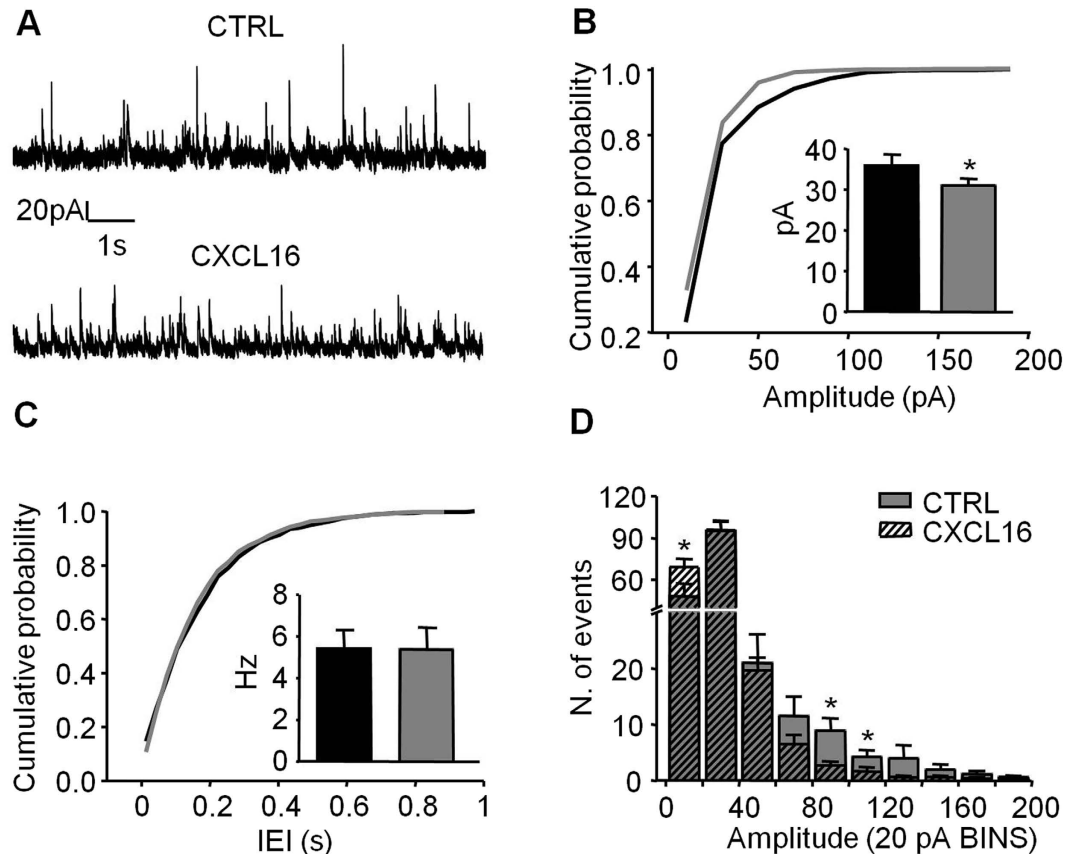 A
CTRL
20pA
1s
CXCL16
B
Cumulative probability
1.0
0.8
0.6
0.4
0.2
0
50
100
150
200
Amplitude (pA)
pA
40
30
20
10
0
*
C
Cumulative probability
1.0
0.8
0.6
0.4
0.2
0.0
0
0.2
0.4
0.6
0.8
1
IEI (s)
Hz
8
6
4
2
0
D
N. of events
120
90
60
20
10
0
CTRL
CXCL16
*
*
*
0
40
80
120
160
200
Amplitude (20 pA BINS)